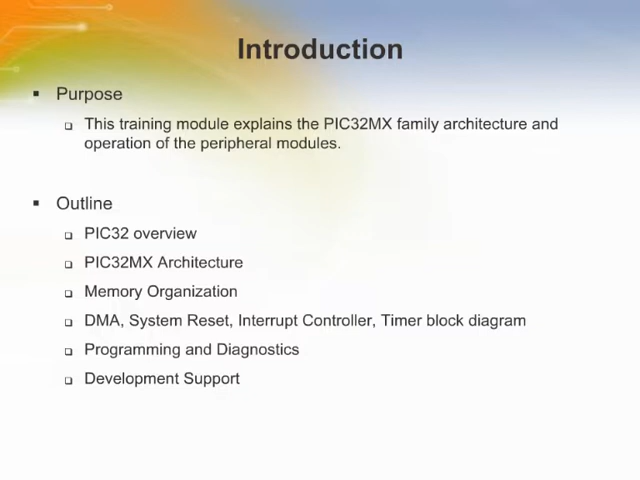 Introduction
Purpose
This training module explains the PIC32MX family architecture and
operation of the peripheral modules.
Outline
PIC32 overview
PIC32MX Architecture
Memory Organization
DMA, System Reset, Interrupt Controller, Timer block diagram
Programming and Diagnostics
Development Support